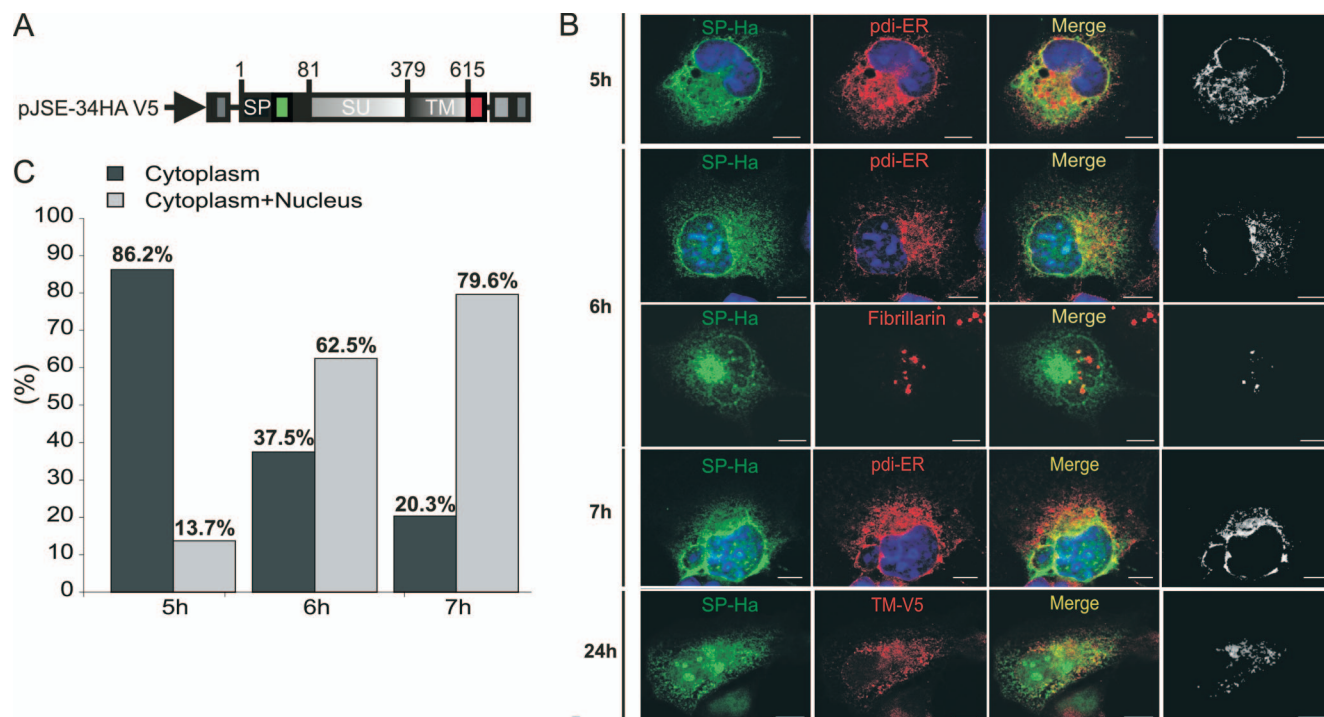 A
1 81 379 615
pJSE-34HA V5
SP SU TM
C
Cytoplasm
Cytoplasm+Nucleus
(%)
100
90
80
70
60
50
40
30
20
10
0
86.2%
13.7%
37.5%
62.5%
20.3%
79.6%
5h 6h 7h
B
5h
SP-Ha pdi-ER Merge
6h
SP-Ha pdi-ER Merge
SP-Ha Fibrillarin Merge
7h
SP-Ha pdi-ER Merge
24h
SP-Ha TM-V5 Merge